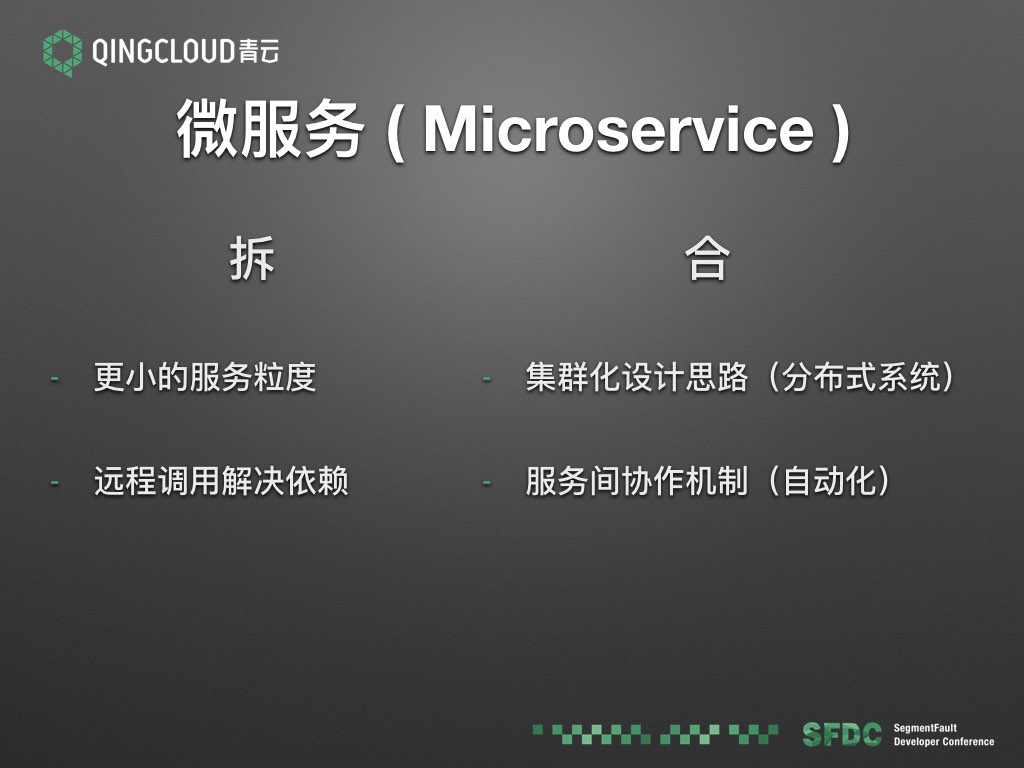 QINGCLOUD青云
微服务 ( Microservice )
拆
合
- 更小的服务粒度
- 远程调用解决依赖
- 集群化设计思路（分布式系统）
- 服务间协作机制（自动化）
SFDC
SegmentFault
Developer Conference